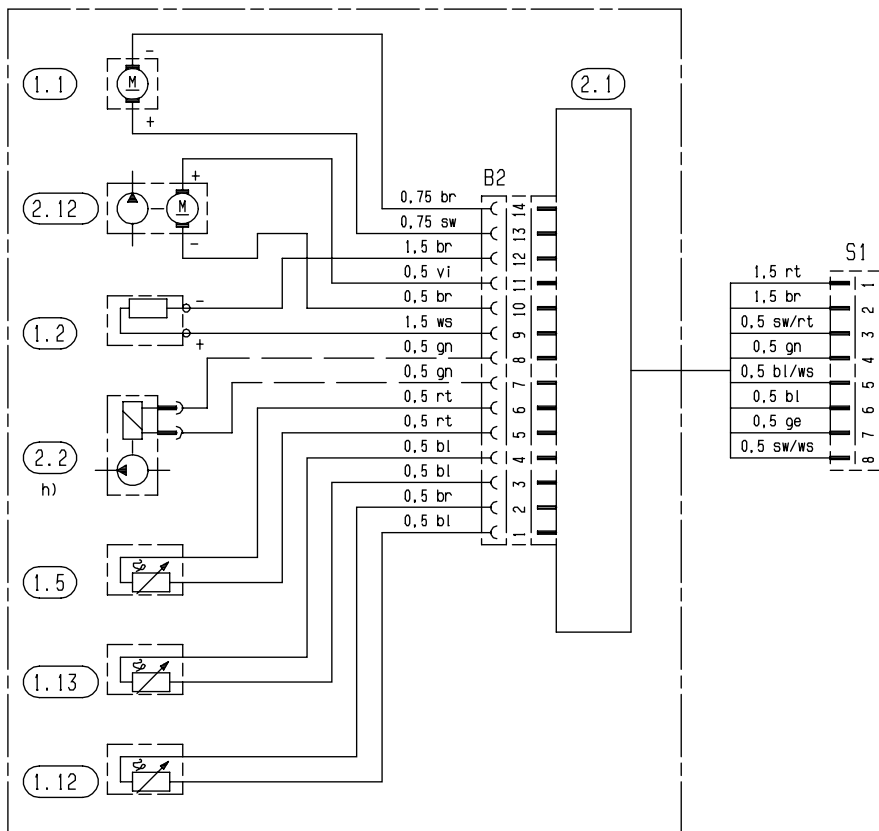 1.1
M
-
+
2.12
M
+
-
1.2
-
+
2.2
h)
1.5
1.13
1.12
B2
0,75 br
14
0,75 sw
13
1,5 br
12
0,5 vi
11
0,5 br
10
1,5 ws
9
0,5 gn
8
0,5 gn
7
0,5 rt
6
0,5 rt
5
0,5 bl
4
0,5 bl
3
0,5 br
2
0,5 bl
1
2.1
S1
1,5 rt
1
1,5 br
2
0,5 sw/rt
3
0,5 gn
4
0,5 bl/ws
5
0,5 bl
6
0,5 ge
7
0,5 sw/ws
8